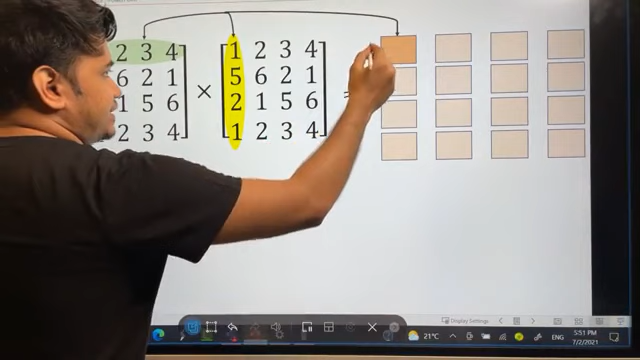 2 3 4 × 1 2 3 4
6 2 1 5 6 2 1
1 5 6 2 1 5 6
2 3 4 1 2 3 4
Display Settings
21°C ENG 5:51 PM
7/2/2021